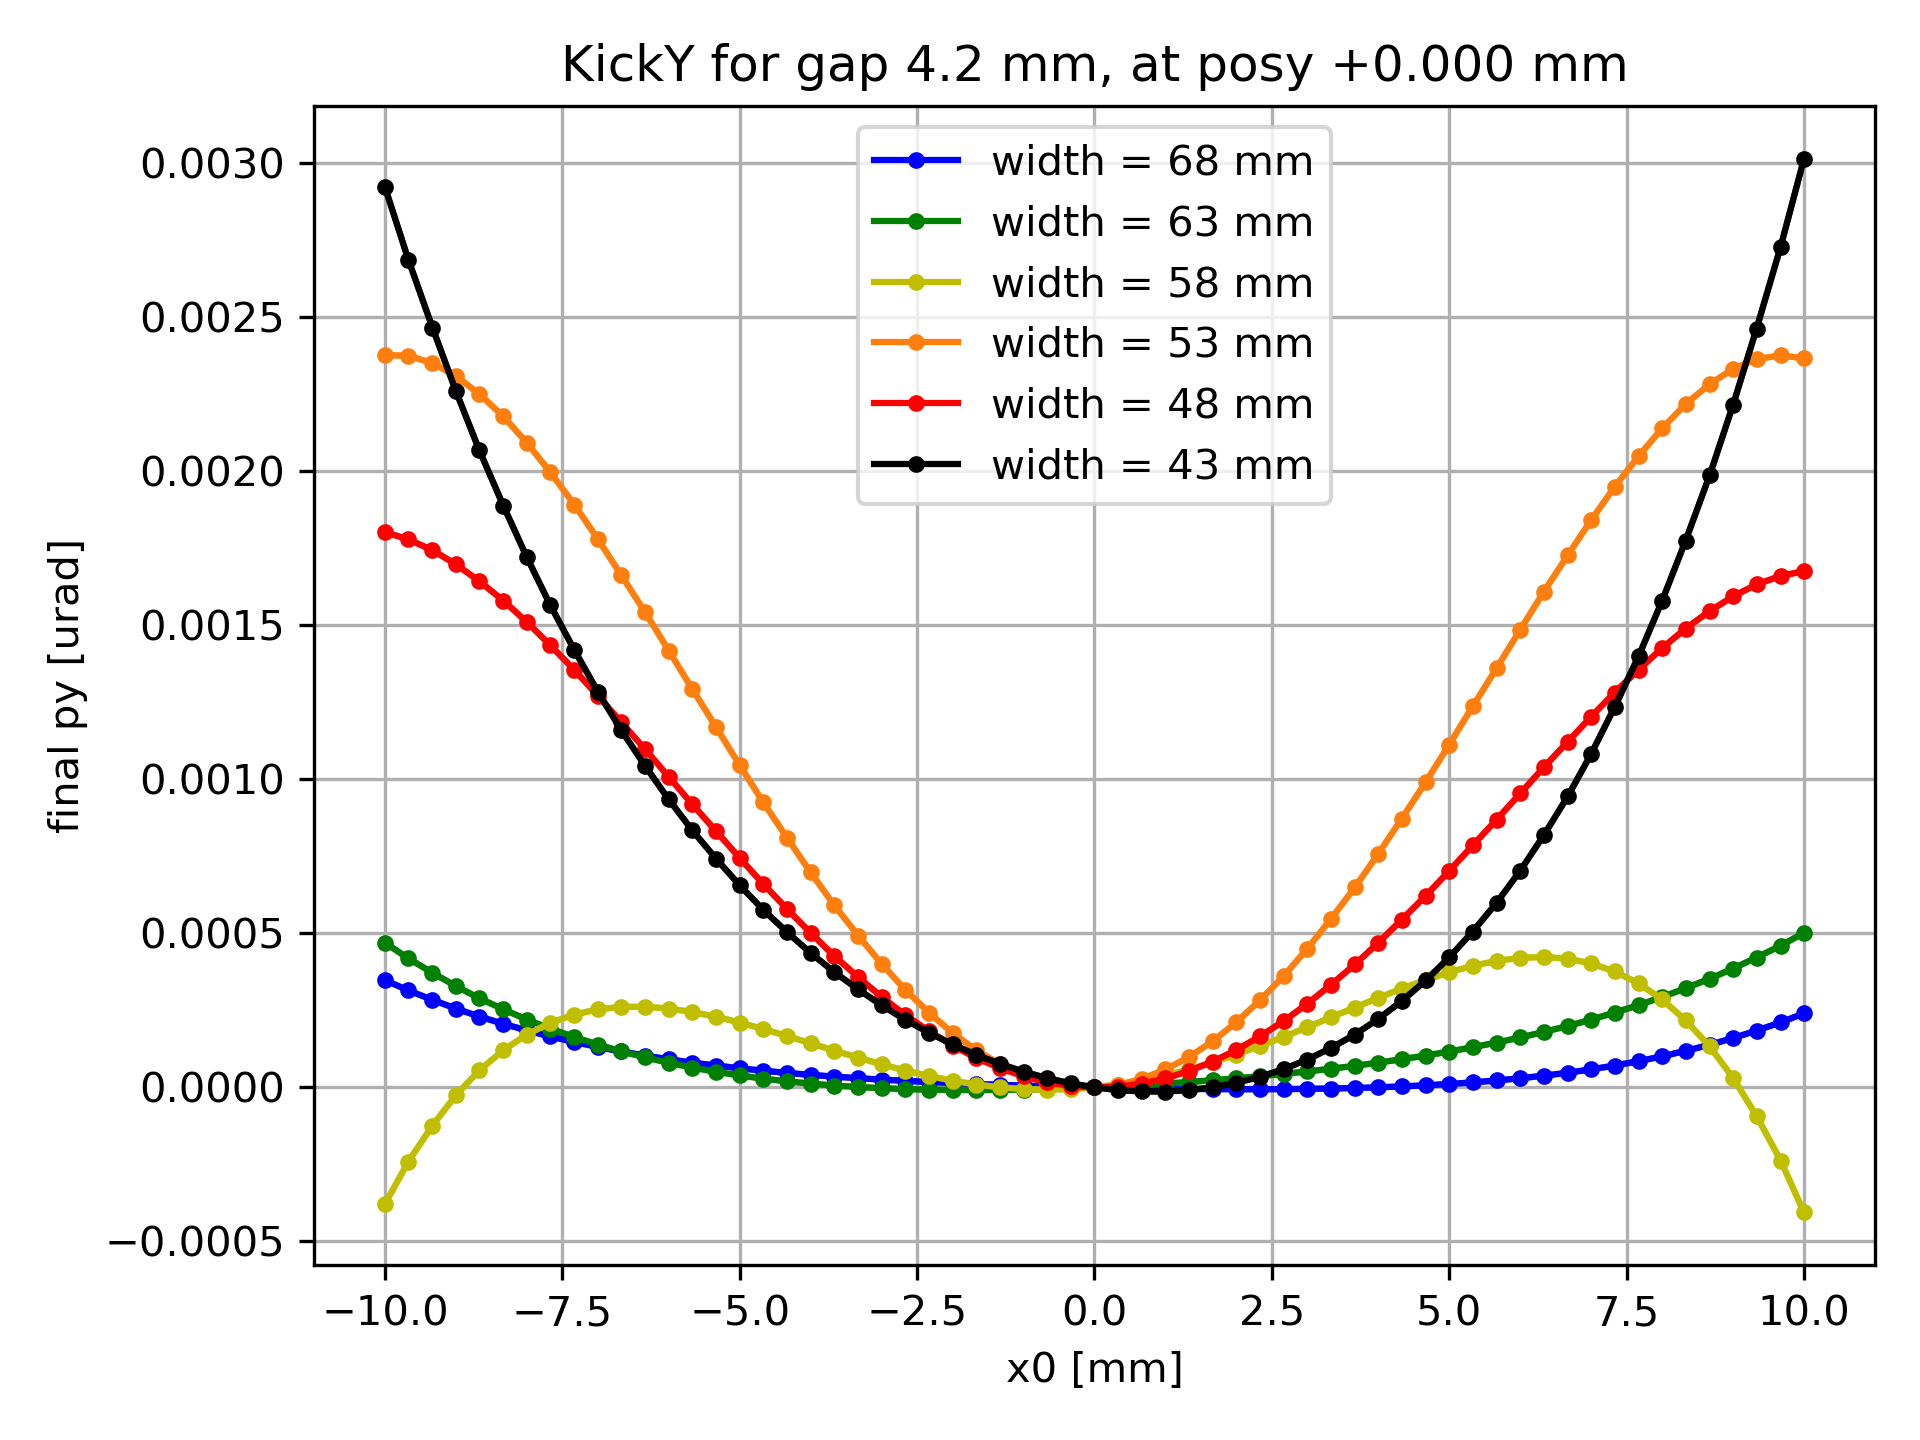 KickY for gap 4.2 mm, at posy +0.000 mm
width = 68 mm
width = 63 mm
width = 58 mm
width = 53 mm
width = 48 mm
width = 43 mm
final py [urad]
0.0030
0.0025
0.0020
0.0015
0.0010
0.0005
0.0000
−0.0005
−10.0 −7.5 −5.0 −2.5 0.0 2.5 5.0 7.5 10.0
x0 [mm]